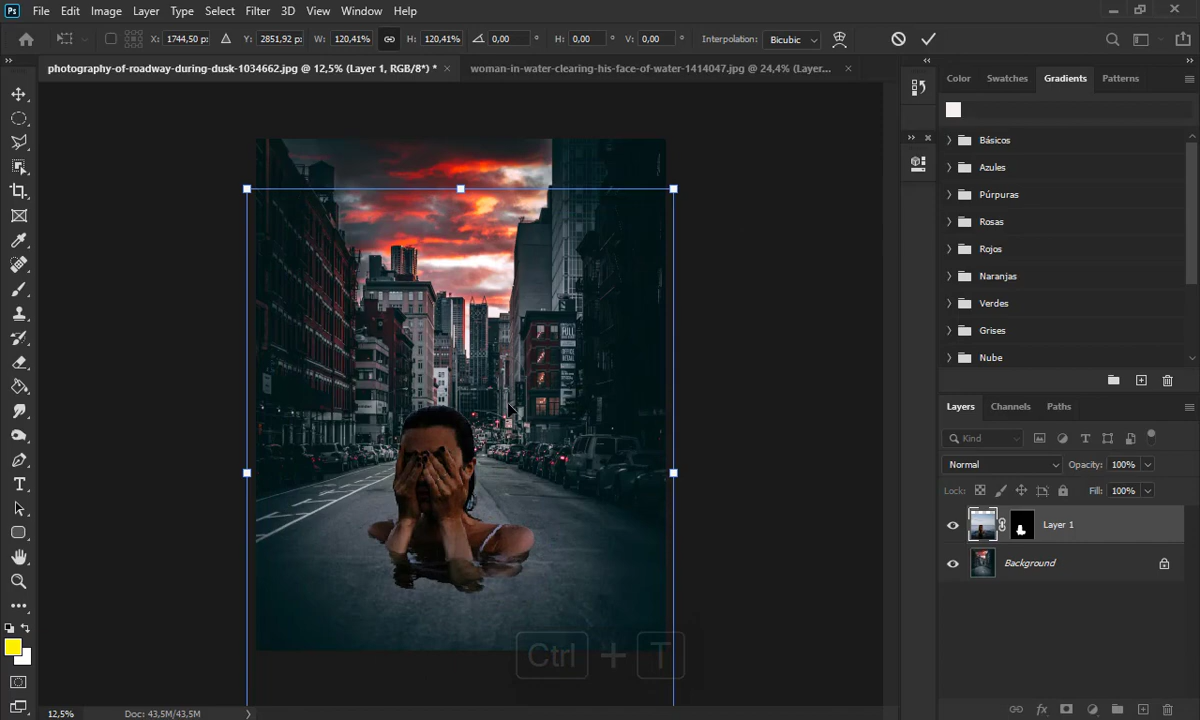 Ps File Edit Image Layer Type Select Filter 3D View Window Help
X: 1744,50 p: Y: 2851,92 p: W: 120,41% H: 120,41% 0,00 ° H: 0,00 ° V: 0,00 ° Interpolation: Bicubic
photography-of-roadway-during-dusk-1034662.jpg @ 12,5% (Layer 1, RGB/8*) * × woman-in-water-clearing-his-face-of-water-1414047.jpg @ 24,4% (Layer... ×
Color Swatches Gradients Patterns
Básicos
Azules
Púrpuras
Rosas
Rojos
Naranjas
Verdes
Grises
Nube
Layers Channels Paths
Kind
Normal Opacity: 100%
Lock: Fill: 100%
Layer 1
Background
Ctrl + T
12,5% Doc: 43,5M/43,5M